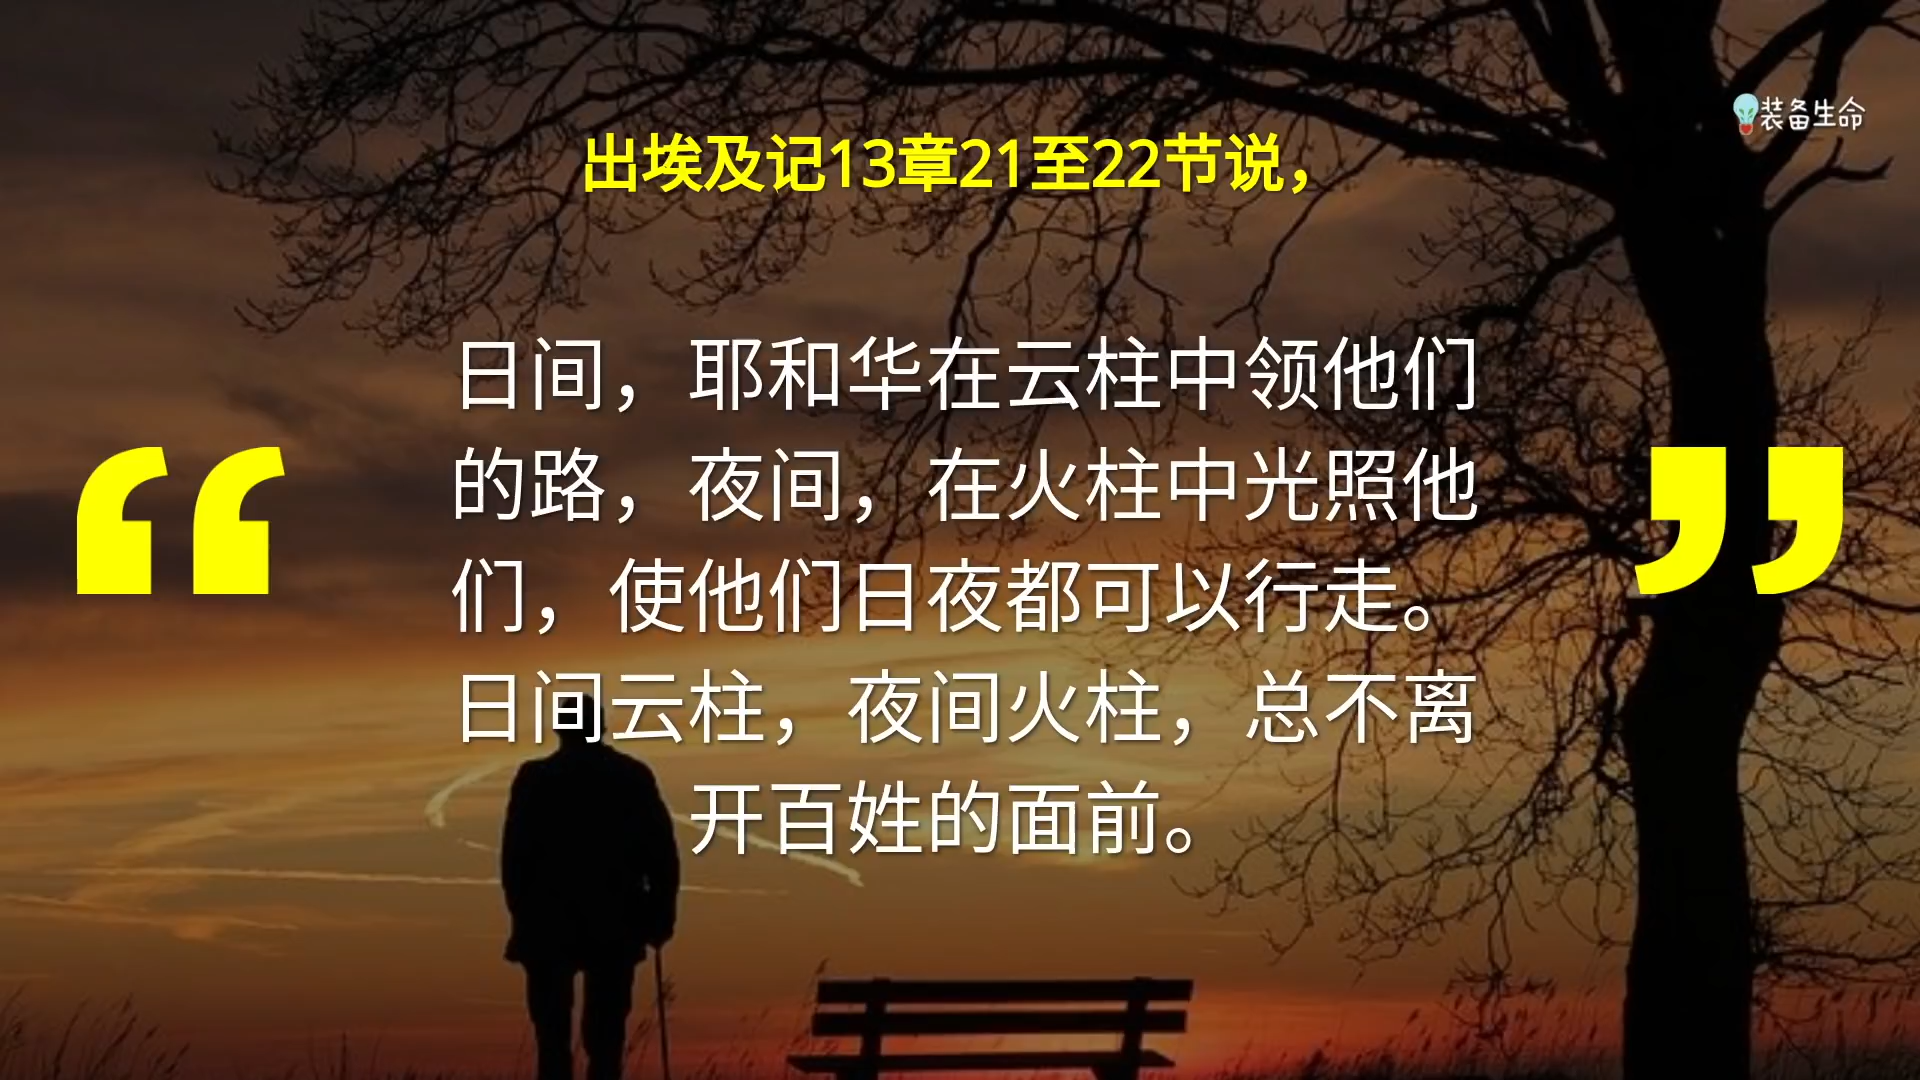 装备生命
出埃及记13章21至22节说，
“
日间，耶和华在云柱中领他们
的路，夜间，在火柱中光照他
们，使他们日夜都可以行走。
日间云柱，夜间火柱，总不离
开百姓的面前。
”